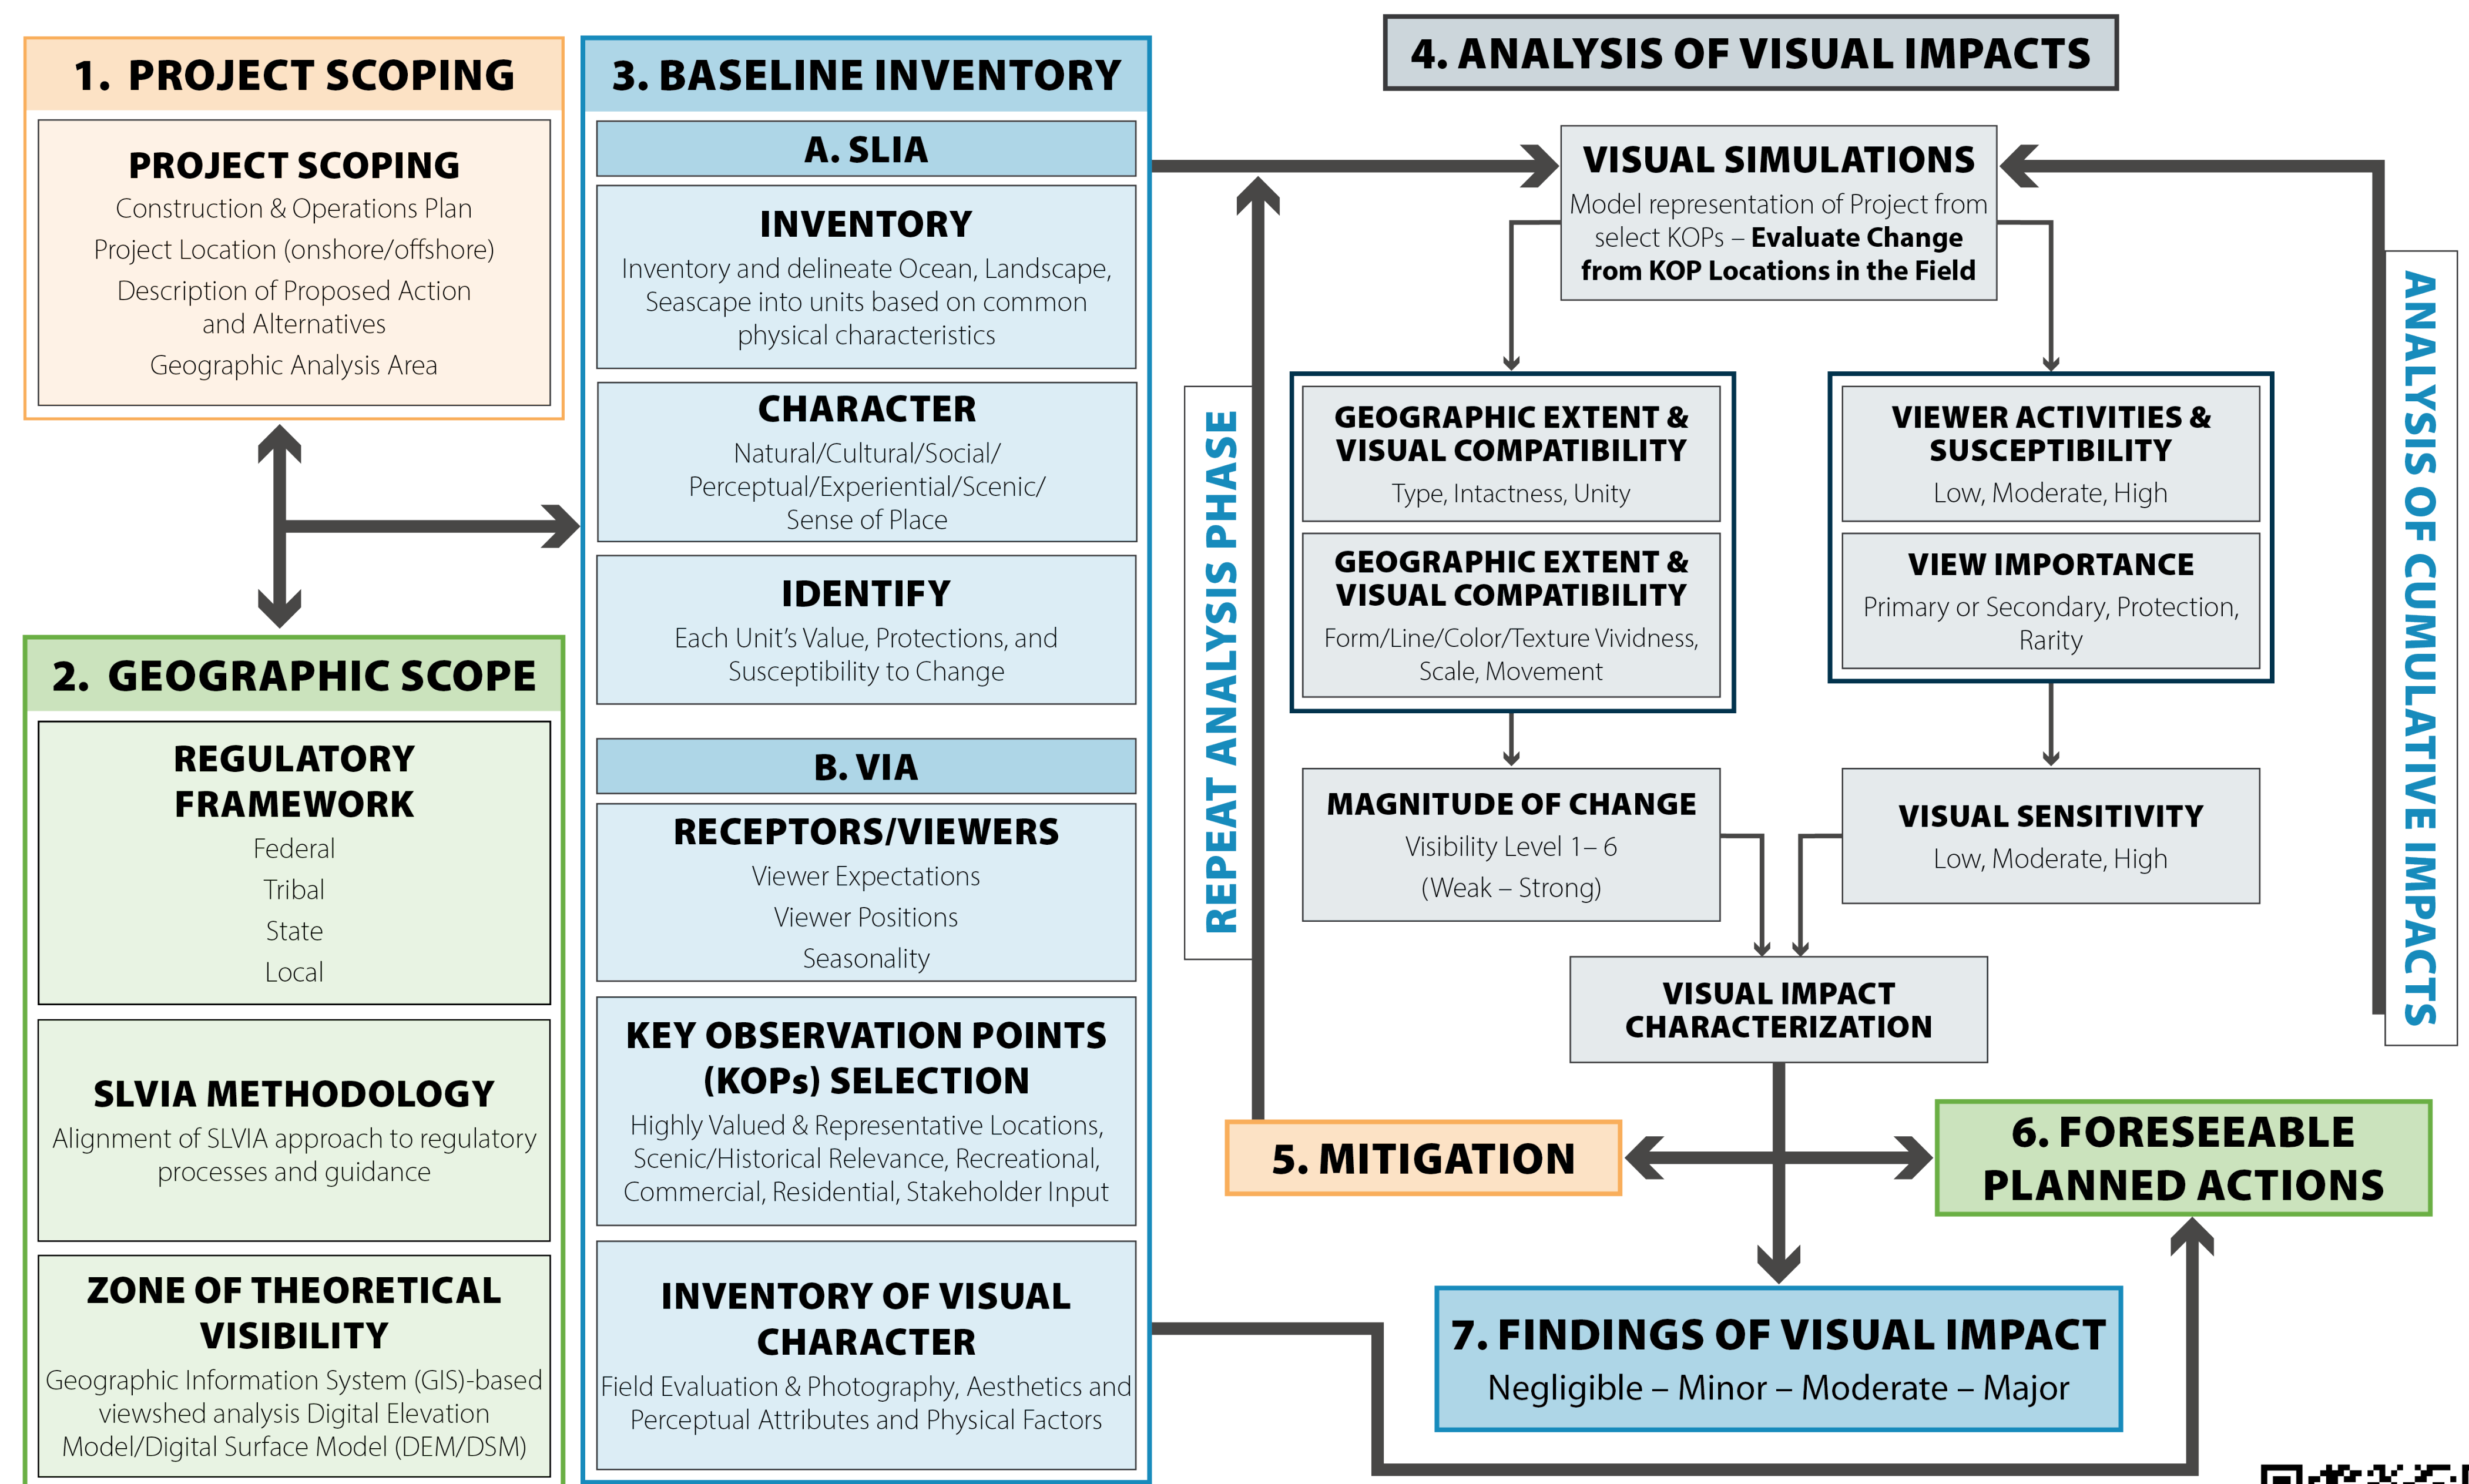 1. PROJECT SCOPING
PROJECT SCOPING
Construction & Operations Plan
Project Location (onshore/offshore)
Description of Proposed Action
and Alternatives
Geographic Analysis Area
2. GEOGRAPHIC SCOPE
REGULATORY
FRAMEWORK
Federal
Tribal
State
Local
SLVIA METHODOLOGY
Alignment of SLVIA approach to regulatory
processes and guidance
ZONE OF THEORETICAL
VISIBILITY
Geographic Information System (GIS)-based
viewshed analysis Digital Elevation
Model/Digital Surface Model (DEM/DSM)
3. BASELINE INVENTORY
A. SLIA
INVENTORY
Inventory and delineate Ocean, Landscape,
Seascape into units based on common
physical characteristics
CHARACTER
Natural/Cultural/Social/
Perceptual/Experiential/Scenic/
Sense of Place
IDENTIFY
Each Unit’s Value, Protections, and
Susceptibility to Change
B. VIA
RECEPTORS/VIEWERS
Viewer Expectations
Viewer Positions
Seasonality
KEY OBSERVATION POINTS
(KOPs) SELECTION
Highly Valued & Representative Locations,
Scenic/Historical Relevance, Recreational,
Commercial, Residential, Stakeholder Input
INVENTORY OF VISUAL
CHARACTER
Field Evaluation & Photography, Aesthetics and
Perceptual Attributes and Physical Factors
4. ANALYSIS OF VISUAL IMPACTS
VISUAL SIMULATIONS
Model representation of Project from
select KOPs – Evaluate Change
from KOP Locations in the Field
REPEAT ANALYSIS PHASE
GEOGRAPHIC EXTENT &
VISUAL COMPATIBILITY
Type, Intactness, Unity
GEOGRAPHIC EXTENT &
VISUAL COMPATIBILITY
Form/Line/Color/Texture Vividness,
Scale, Movement
VIEWER ACTIVITIES &
SUSCEPTIBILITY
Low, Moderate, High
VIEW IMPORTANCE
Primary or Secondary, Protection,
Rarity
MAGNITUDE OF CHANGE
Visibility Level 1– 6
(Weak – Strong)
VISUAL SENSITIVITY
Low, Moderate, High
ANALYSIS OF CUMULATIVE IMPACTS
VISUAL IMPACT
CHARACTERIZATION
5. MITIGATION
6. FORESEEABLE
PLANNED ACTIONS
7. FINDINGS OF VISUAL IMPACT
Negligible – Minor – Moderate – Major